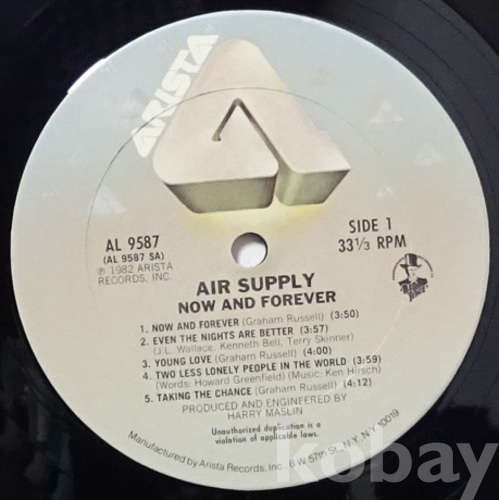 ARISTA
AL 9587
(AL 9587 SA)
℗ 1982 ARISTA
RECORDS, INC.
SIDE 1
33⅓ RPM
AIR SUPPLY
NOW AND FOREVER
1. NOW AND FOREVER (Graham Russell) (3:50)
2. EVEN THE NIGHTS ARE BETTER (3:57)
(J.L. Wallace, Kenneth Bell, Terry Skinner)
3. YOUNG LOVE (Graham Russell) (4:00)
4. TWO LESS LONELY PEOPLE IN THE WORLD (3:59)
(Words: Howard Greenfield) (Music: Ken Hirsch)
5. TAKING THE CHANCE (Graham Russell) (4:12)
PRODUCED AND ENGINEERED BY
HARRY MASLIN
Unauthorized duplication is a
violation of applicable laws.
Manufactured by Arista Records, Inc. 6 W 57th St., N.Y., N.Y. 10019
kobay